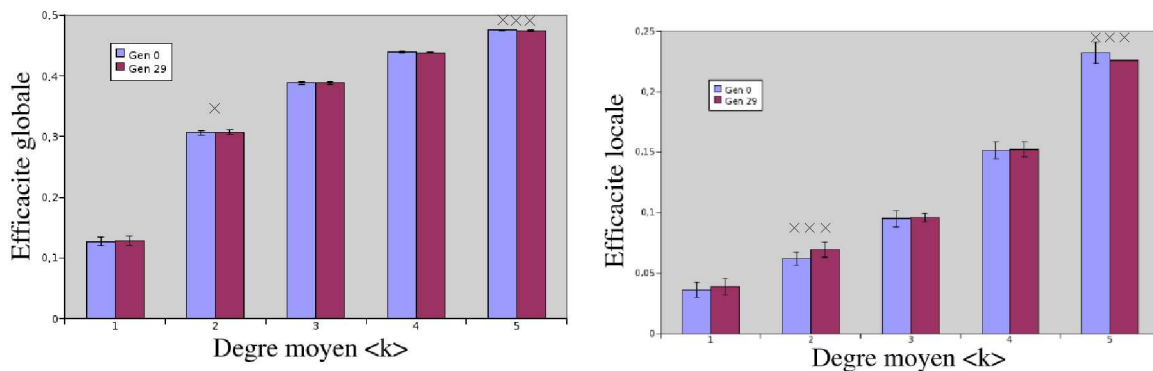 0,5
0,4
0,3
0,2
0,1
0
Efficacite globale
Gen 0
Gen 29
1 2 3 4 5
Degre moyen <k>
0,25
0,2
0,15
0,1
0,05
0
Efficacite locale
Gen 0
Gen 29
1 2 3 4 5
Degre moyen <k>